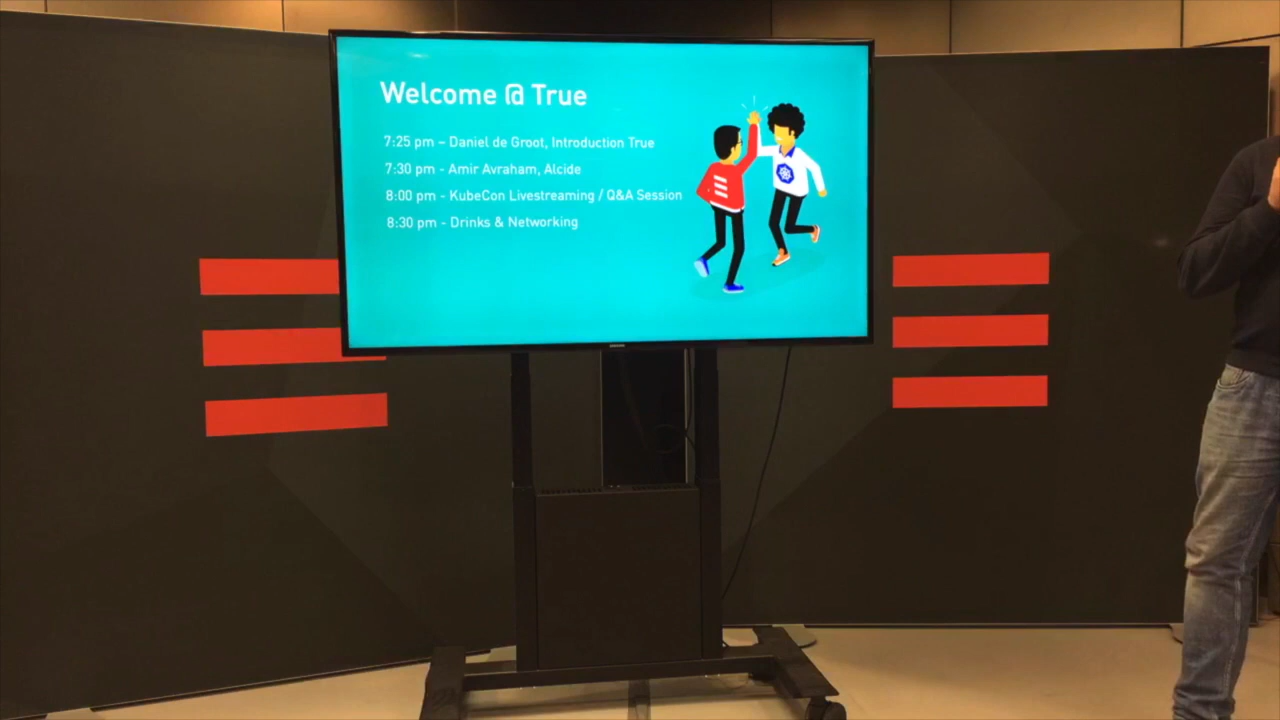 Welcome @ True
7:25 pm – Daniel de Groot, Introduction True
7:30 pm - Amir Avraham, Alcide
8:00 pm - KubeCon Livestreaming / Q&A Session
8:30 pm - Drinks & Networking
SAMSUNG